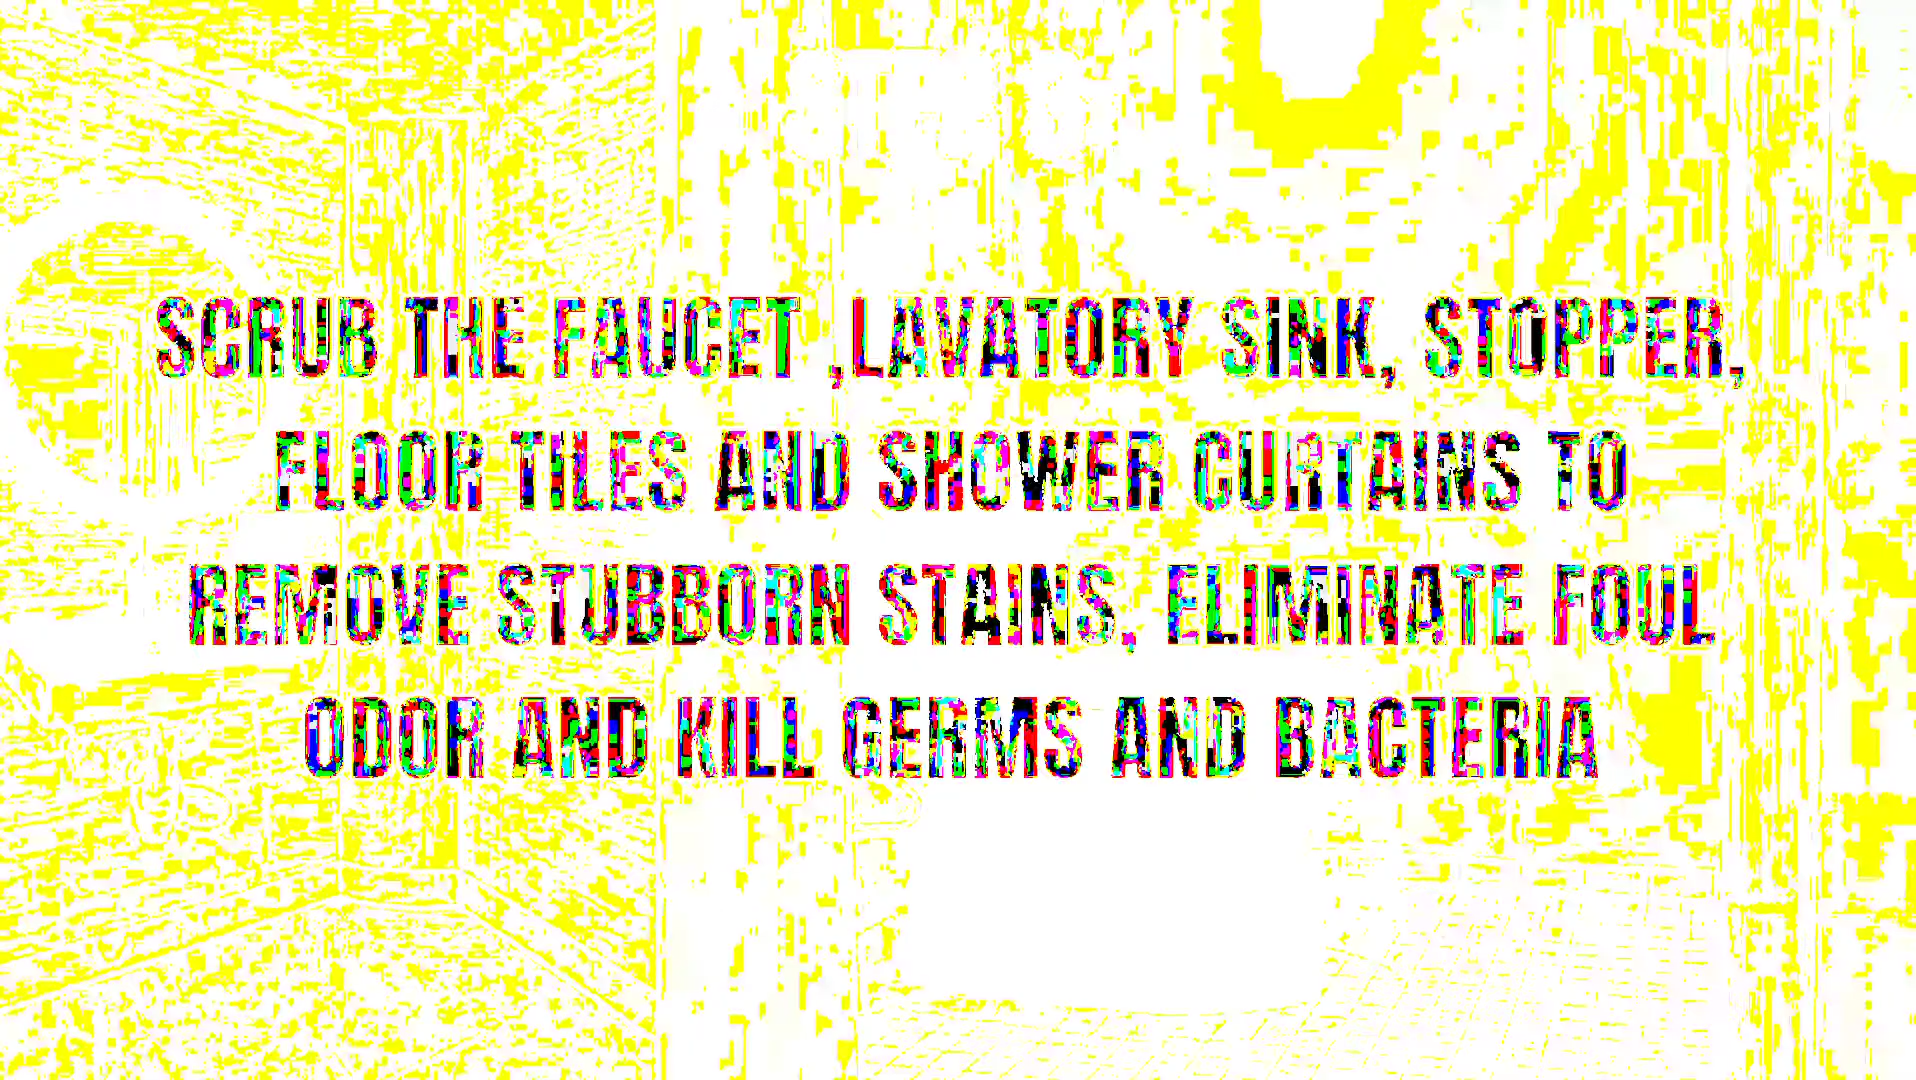 SCRUB THE FAUCET ,LAVATORY SINK, STOPPER,
FLOOR TILES AND SHOWER CURTAINS TO
REMOVE STUBBORN STAINS, ELIMINATE FOUL
ODOR AND KILL GERMS AND BACTERIA